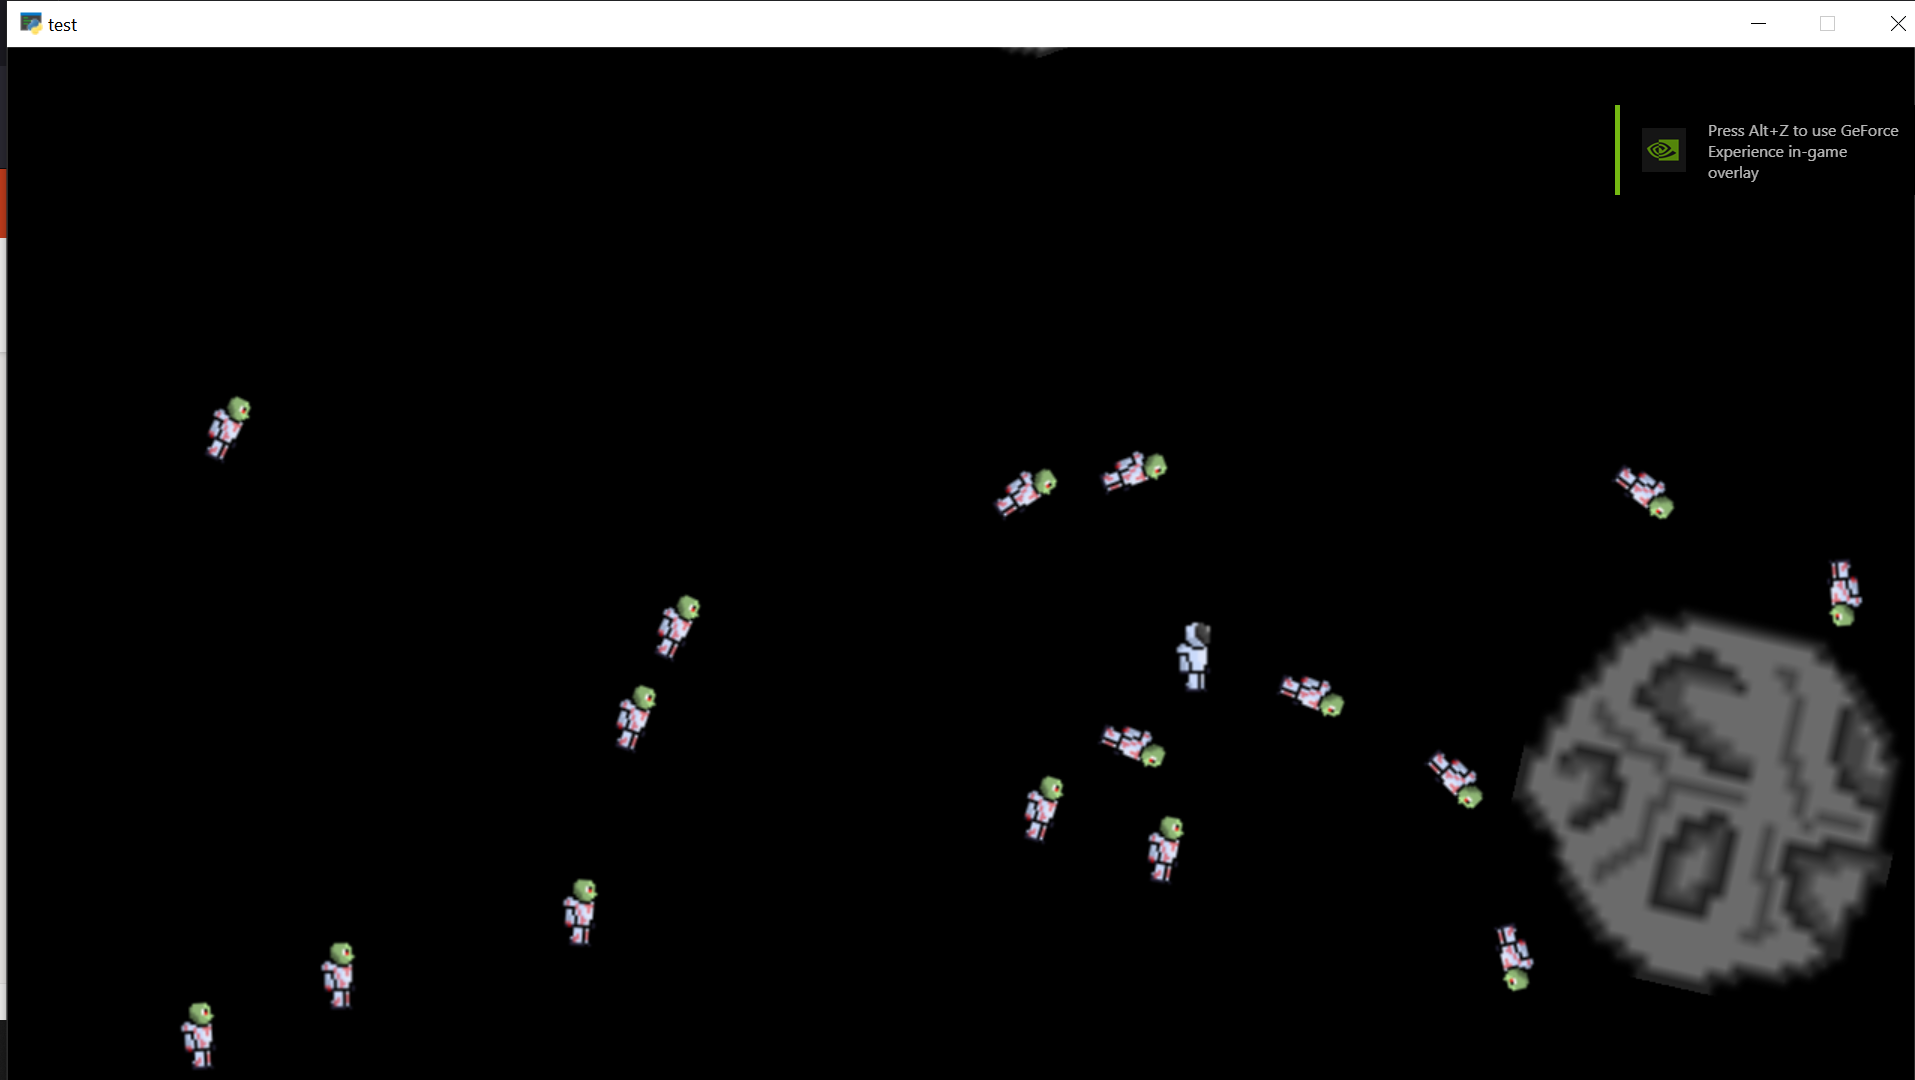 test
Press Alt+Z to use GeForce
Experience in-game
overlay